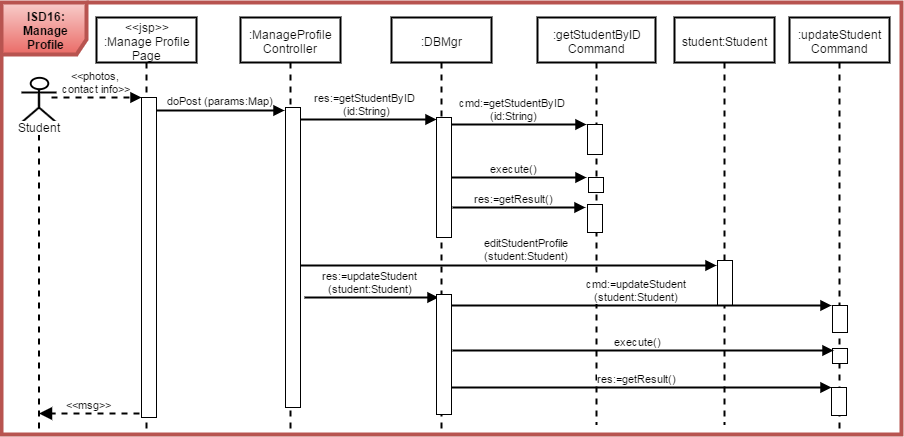 ISD16:
Manage
Profile
<<jsp>>
:Manage Profile
Page
:ManageProfile
Controller
:DBMgr
:getStudentByID
Command
student:Student
:updateStudent
Command
<<photos,
contact info>>
Student
doPost (params:Map)
res:=getStudentByID
(id:String)
cmd:=getStudentByID
(id:String)
execute()
res:=getResult()
editStudentProfile
(student:Student)
res:=updateStudent
(student:Student)
cmd:=updateStudent
(student:Student)
execute()
res:=getResult()
<<msg>>